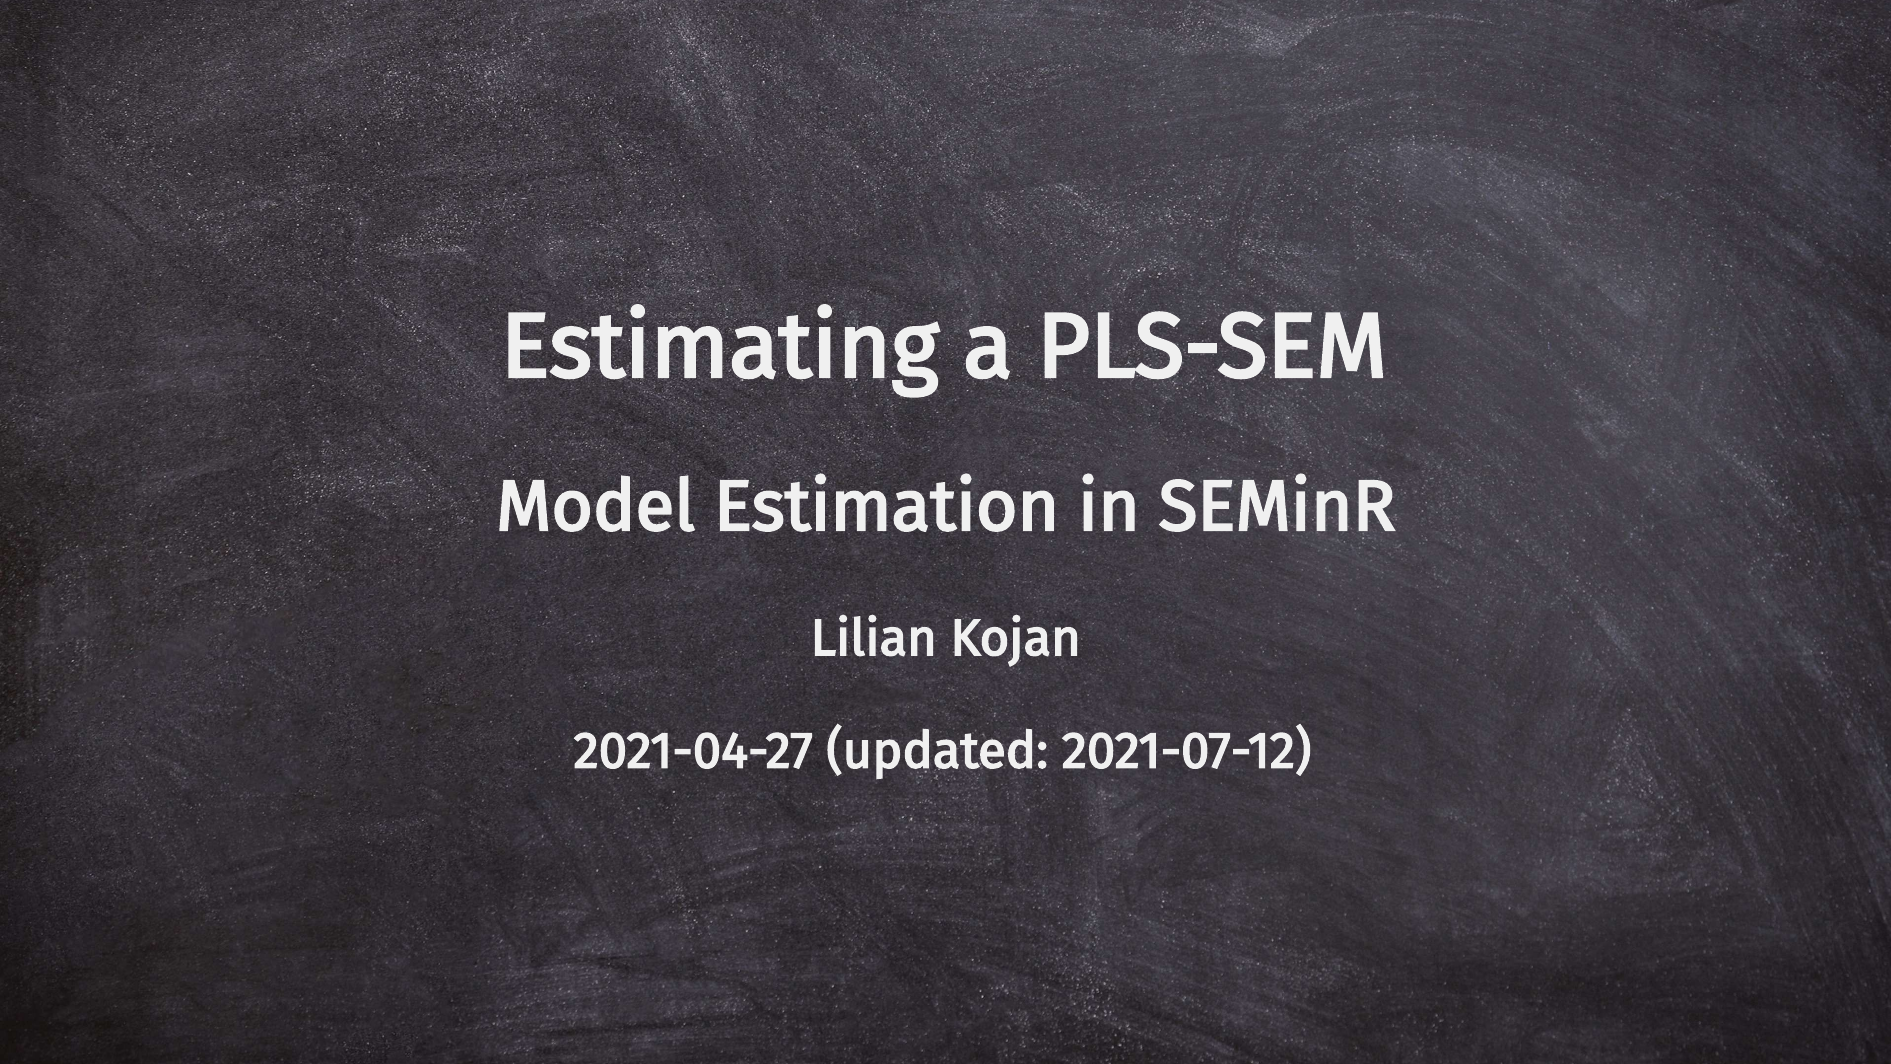 Estimating a PLS-SEM
Model Estimation in SEMinR
Lilian Kojan
2021-04-27 (updated: 2021-07-12)